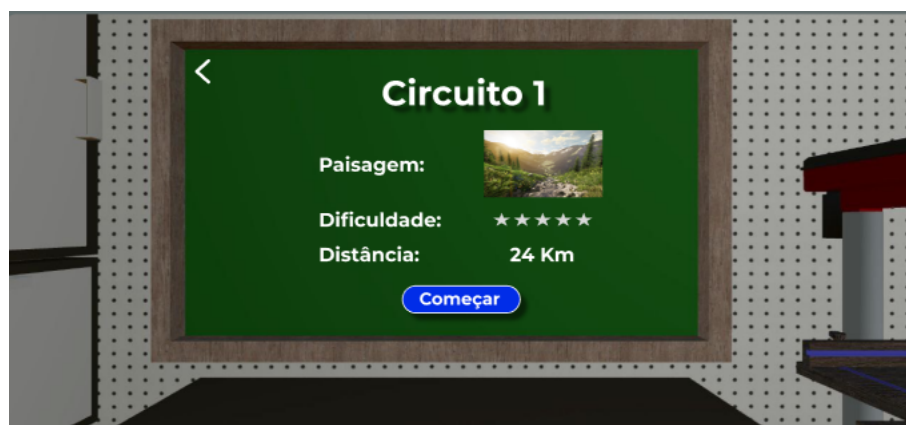 Circuito 1
Paisagem:
Dificuldade: ★★★★★
Distância: 24 Km
Começar